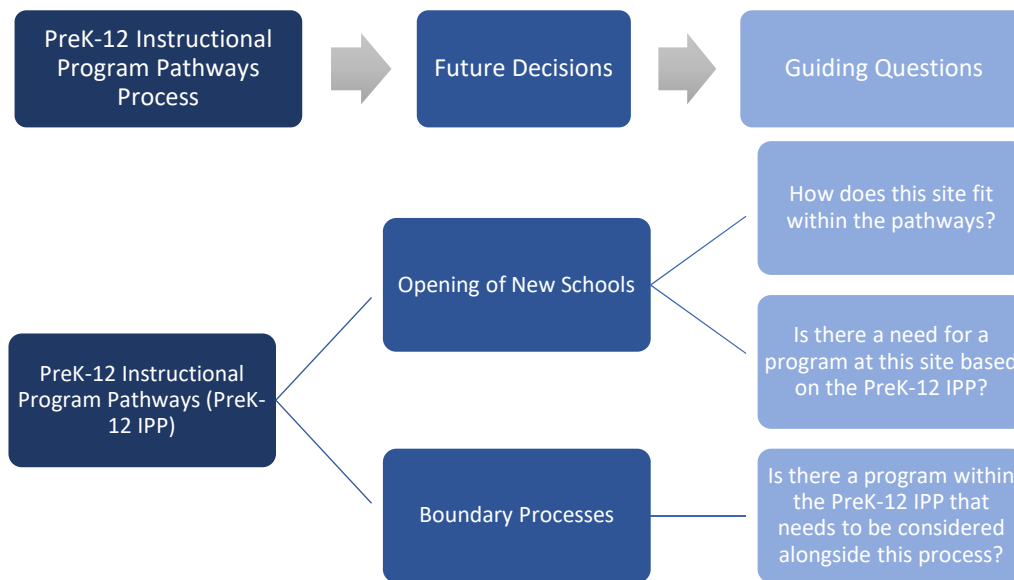 PreK-12 Instructional
Program Pathways
Process
Future Decisions
Guiding Questions
How does this site fit
within the pathways?
Opening of New Schools
Is there a need for a
program at this site based
on the PreK-12 IPP?
PreK-12 Instructional
Program Pathways (PreK-
12 IPP)
Boundary Processes
Is there a program within
the PreK-12 IPP that
needs to be considered
alongside this process?